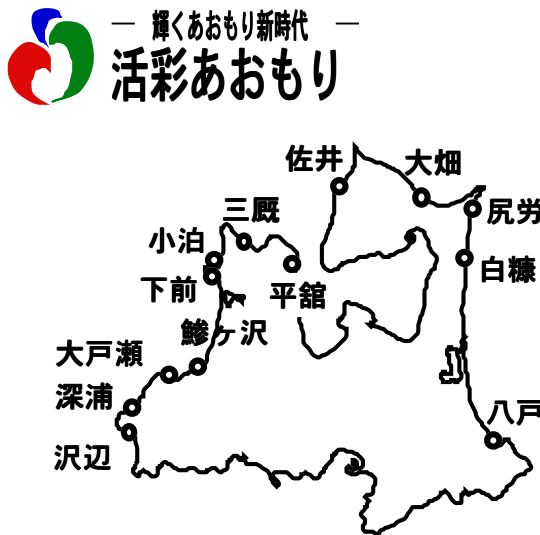 ― 輝くあおもり新時代 ―
活彩あおもり
佐井
大畑
三厩
尻労
小泊
白糠
下前
平舘
鰺ヶ沢
大戸瀬
深浦
八戸
沢辺